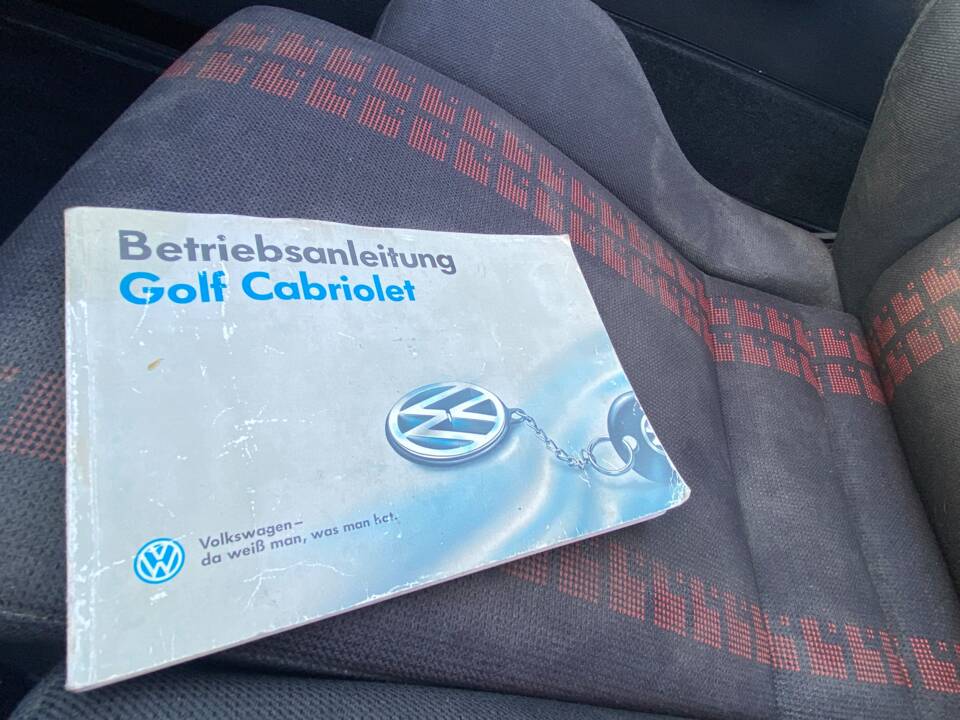 Betriebsanleitung
Golf Cabriolet
Volkswagen–
da weiß man, was man hat.